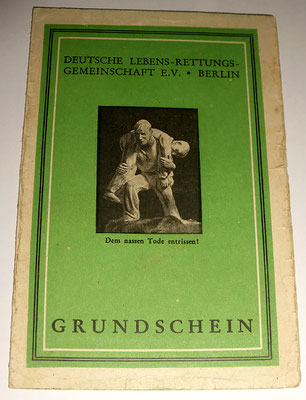 DEUTSCHE LEBENS-RETTUNGS-
GEMEINSCHAFT E.V. • BERLIN
Dem nassen Tode entrissen!
GRUNDSCHEIN